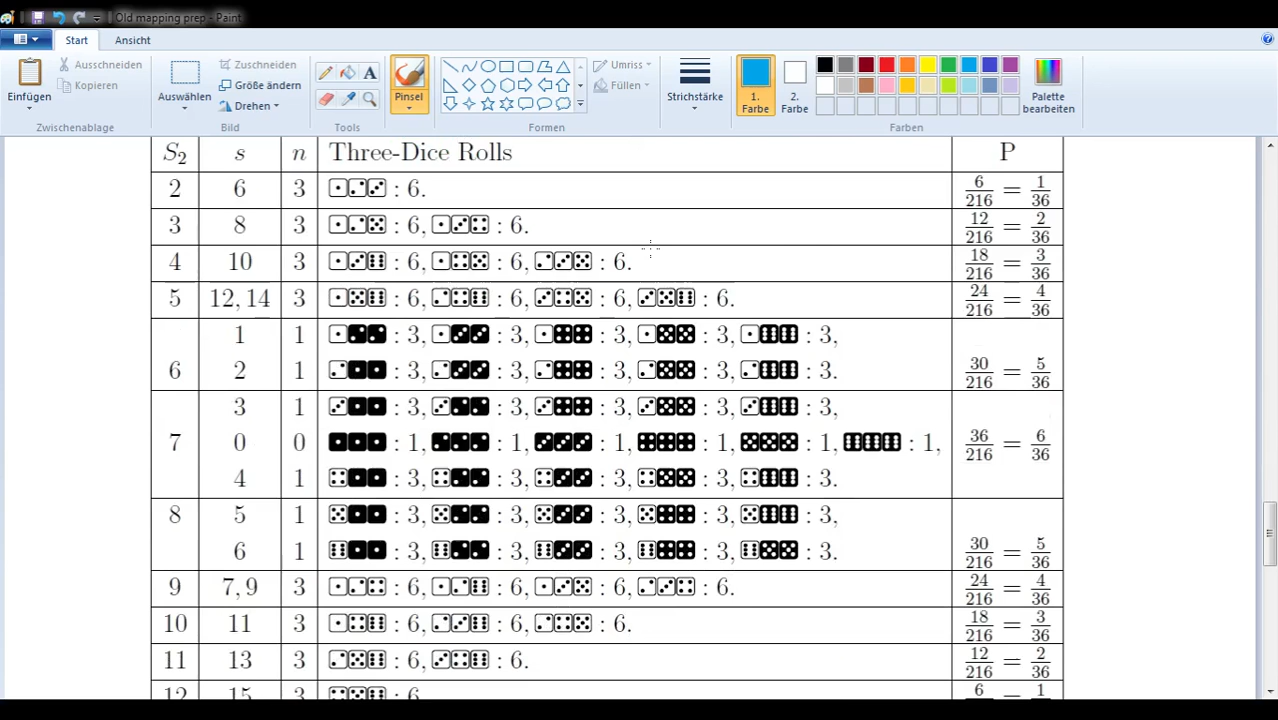 Old mapping prep - Paint
Start Ansicht
Einfügen
Ausschneiden
Kopieren
Zwischenablage
Auswählen
Zuschneiden
Größe ändern
Drehen
Bild
A
Tools
Pinsel
Umriss
Füllen
Formen
Strichstärke
1. Farbe
2. Farbe
Palette bearbeiten
Farben
S₂ s n Three-Dice Rolls P
2 6 3 ⚀⚁⚂ : 6. 6/216 = 1/36
3 8 3 ⚀⚁⚄ : 6, ⚀⚂⚃ : 6. 12/216 = 2/36
4 10 3 ⚀⚂⚅ : 6, ⚀⚃⚄ : 6, ⚁⚂⚄ : 6. 18/216 = 3/36
5 12, 14 3 ⚀⚄⚅ : 6, ⚁⚃⚅ : 6, ⚂⚃⚄ : 6, ⚂⚄⚅ : 6. 24/216 = 4/36
1 1 ⚀⚁⚁ : 3, ⚀⚂⚂ : 3, ⚀⚃⚃ : 3, ⚀⚄⚄ : 3, ⚀⚅⚅ : 3,
6 2 1 ⚁⚀⚀ : 3, ⚁⚂⚂ : 3, ⚁⚃⚃ : 3, ⚁⚄⚄ : 3, ⚁⚅⚅ : 3. 30/216 = 5/36
3 1 ⚂⚀⚀ : 3, ⚂⚁⚁ : 3, ⚂⚃⚃ : 3, ⚂⚄⚄ : 3, ⚂⚅⚅ : 3,
7 0 0 ⚀⚀⚀ : 1, ⚁⚁⚁ : 1, ⚂⚂⚂ : 1, ⚃⚃⚃ : 1, ⚄⚄⚄ : 1, ⚅⚅⚅ : 1, 36/216 = 6/36
4 1 ⚃⚀⚀ : 3, ⚃⚁⚁ : 3, ⚃⚂⚂ : 3, ⚃⚄⚄ : 3, ⚃⚅⚅ : 3.
8 5 1 ⚄⚀⚀ : 3, ⚄⚁⚁ : 3, ⚄⚂⚂ : 3, ⚄⚃⚃ : 3, ⚄⚅⚅ : 3,
6 1 ⚅⚀⚀ : 3, ⚅⚁⚁ : 3, ⚅⚂⚂ : 3, ⚅⚃⚃ : 3, ⚅⚄⚄ : 3. 30/216 = 5/36
9 7, 9 3 ⚀⚁⚃ : 6, ⚀⚁⚅ : 6, ⚀⚂⚄ : 6, ⚁⚂⚃ : 6. 24/216 = 4/36
10 11 3 ⚀⚃⚅ : 6, ⚁⚂⚅ : 6, ⚁⚃⚄ : 6. 18/216 = 3/36
11 13 3 ⚁⚄⚅ : 6, ⚂⚃⚅ : 6. 12/216 = 2/36
12 15 3 ⚃⚄⚅ : 6. 6 = 1